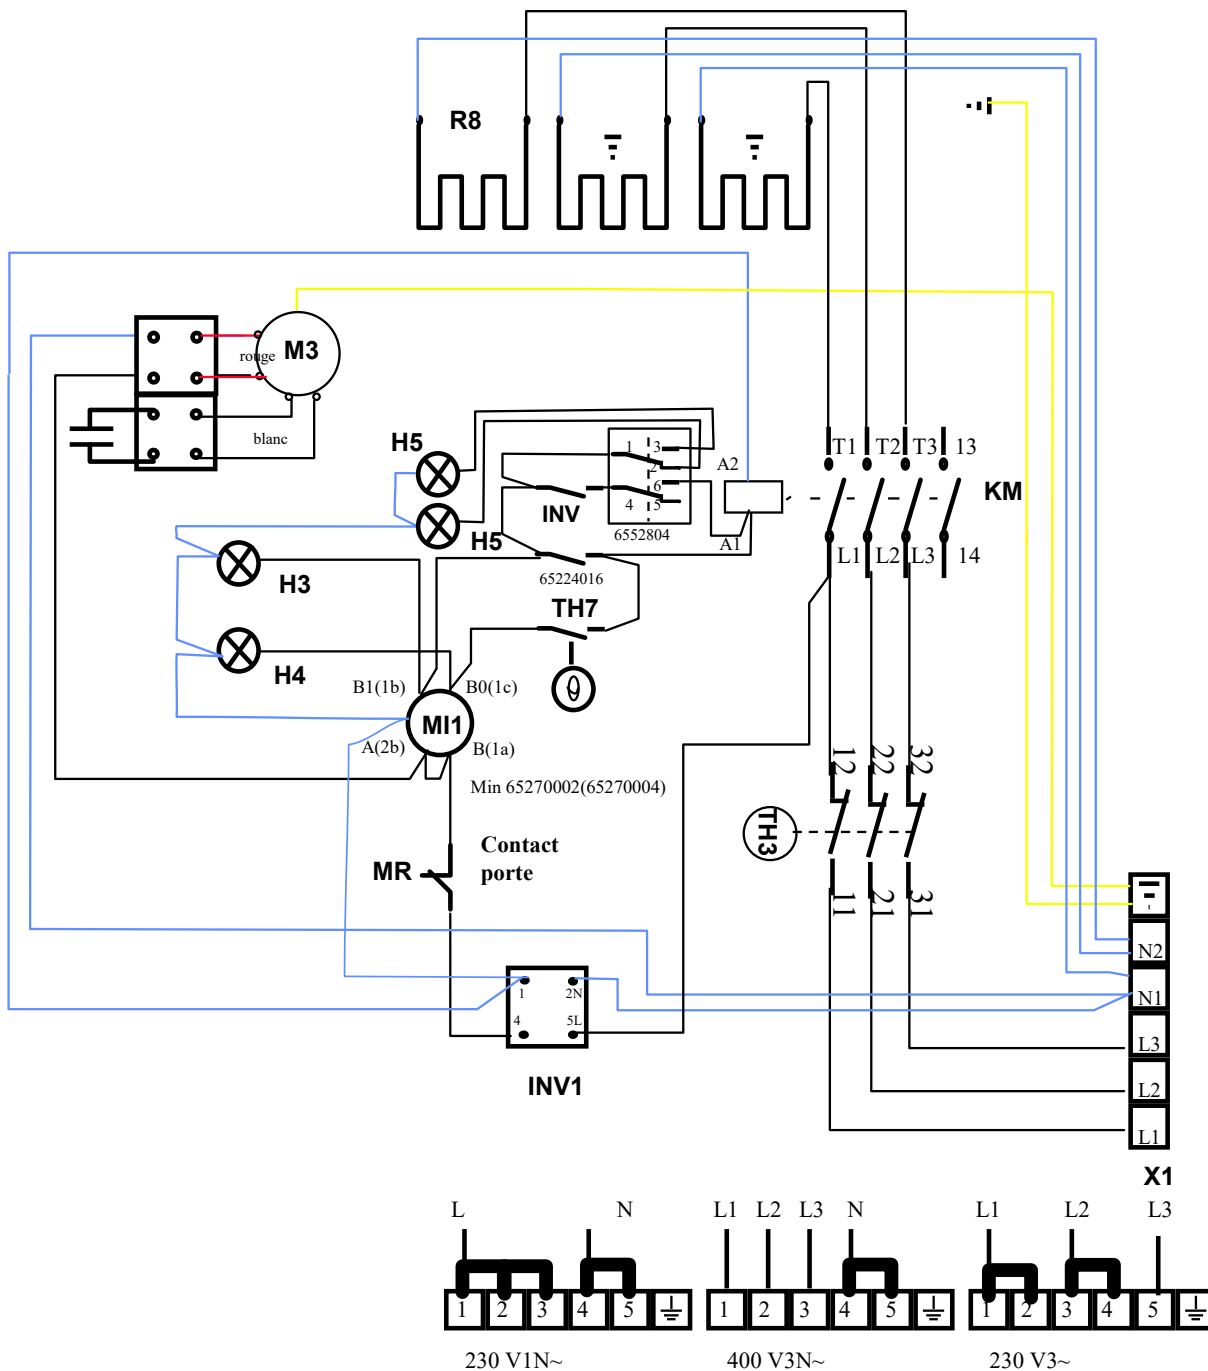 R8
M3
rouge
blanc
H5
1
3
2
6
4
5
6552804
A2
A1
INV
H5
H3
H4
65224016
TH7
B1(1b)
B0(1c)
MI1
A(2b)
B(1a)
Min 65270002(65270004)
T1
T2
T3
13
KM
L1
L2
L3
14
12
22
32
TH3
11
21
31
MR
Contact
porte
1
2N
4
5L
INV1
N2
N1
L3
L2
L1
X1
L
N
L1
L2
L3
N
L1
L2
L3
1
2
3
4
5
1
2
3
4
5
1
2
3
4
5
230 V1N~
400 V3N~
230 V3~